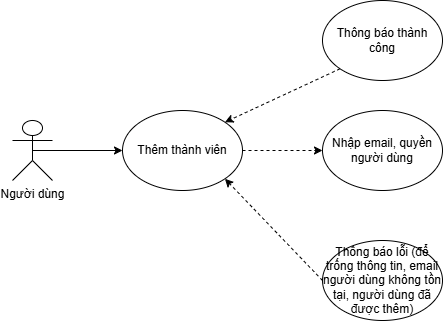 Thông báo thành
công
Thêm thành viên
Nhập email, quyền
người dùng
Người dùng
Thông báo lỗi (để
trống thông tin, email
người dùng không tồn
tại, người dùng đã
được thêm)